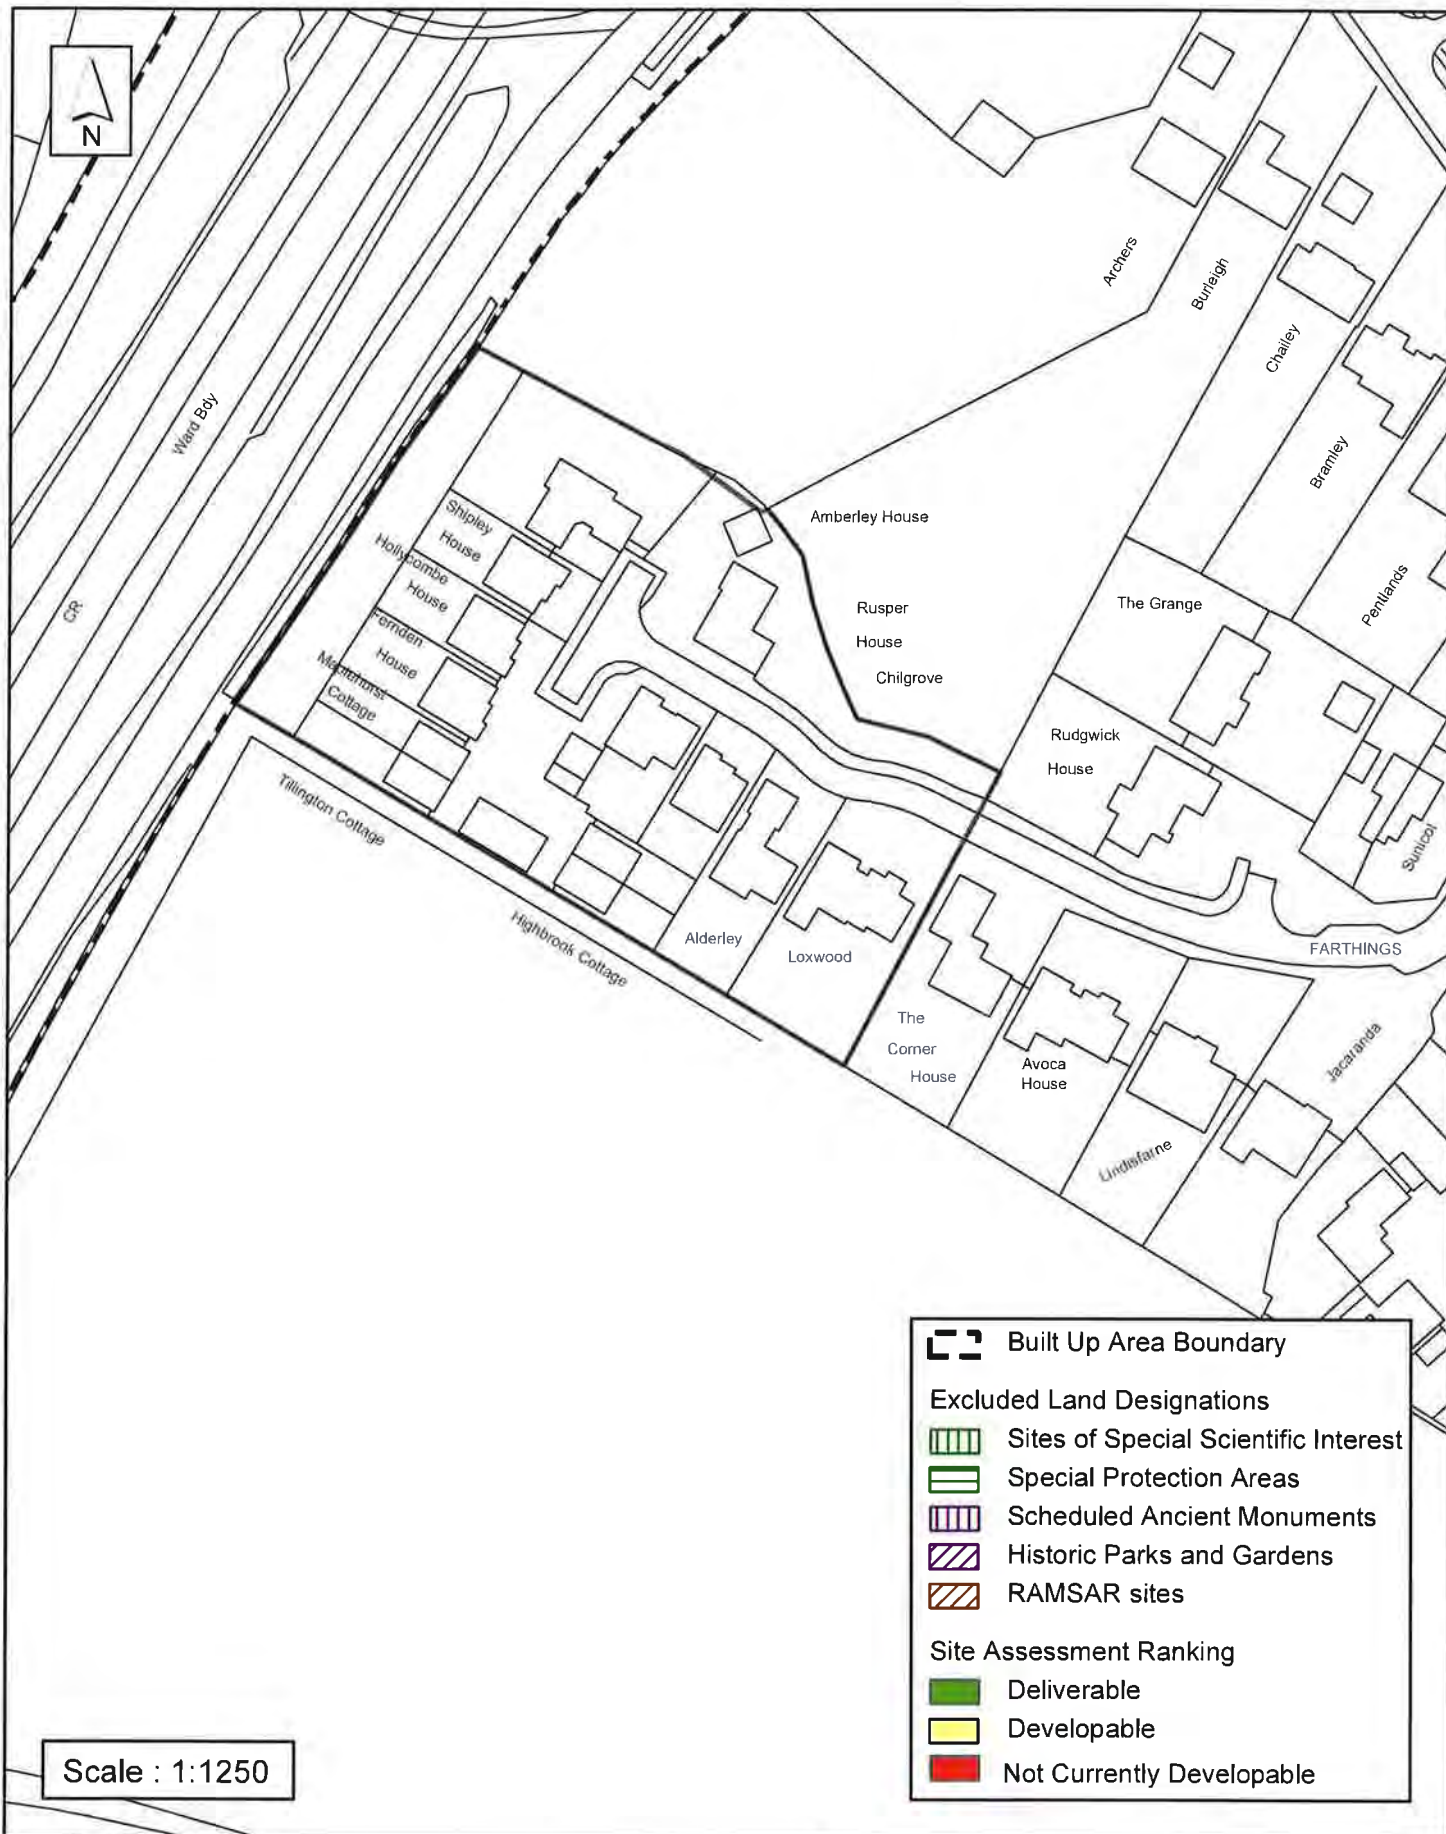 N
Archers
Burleigh
Chailey
Bramley
Pentlands
Ward Bdy
CR
Shipley
House
Hollycombe
House
Fernden
House
Maplehurst
Cottage
Amberley House
Rusper
House
Chilgrove
The Grange
Rudgwick
House
Sunicot
Tillington Cottage
Highbrook Cottage
Alderley
Loxwood
FARTHINGS
The
Corner
House
Avoca
House
Lindisfarne
Jacaranda
Built Up Area Boundary
Excluded Land Designations
Sites of Special Scientific Interest
Special Protection Areas
Scheduled Ancient Monuments
Historic Parks and Gardens
RAMSAR sites
Site Assessment Ranking
Deliverable
Developable
Not Currently Developable
Scale : 1:1250